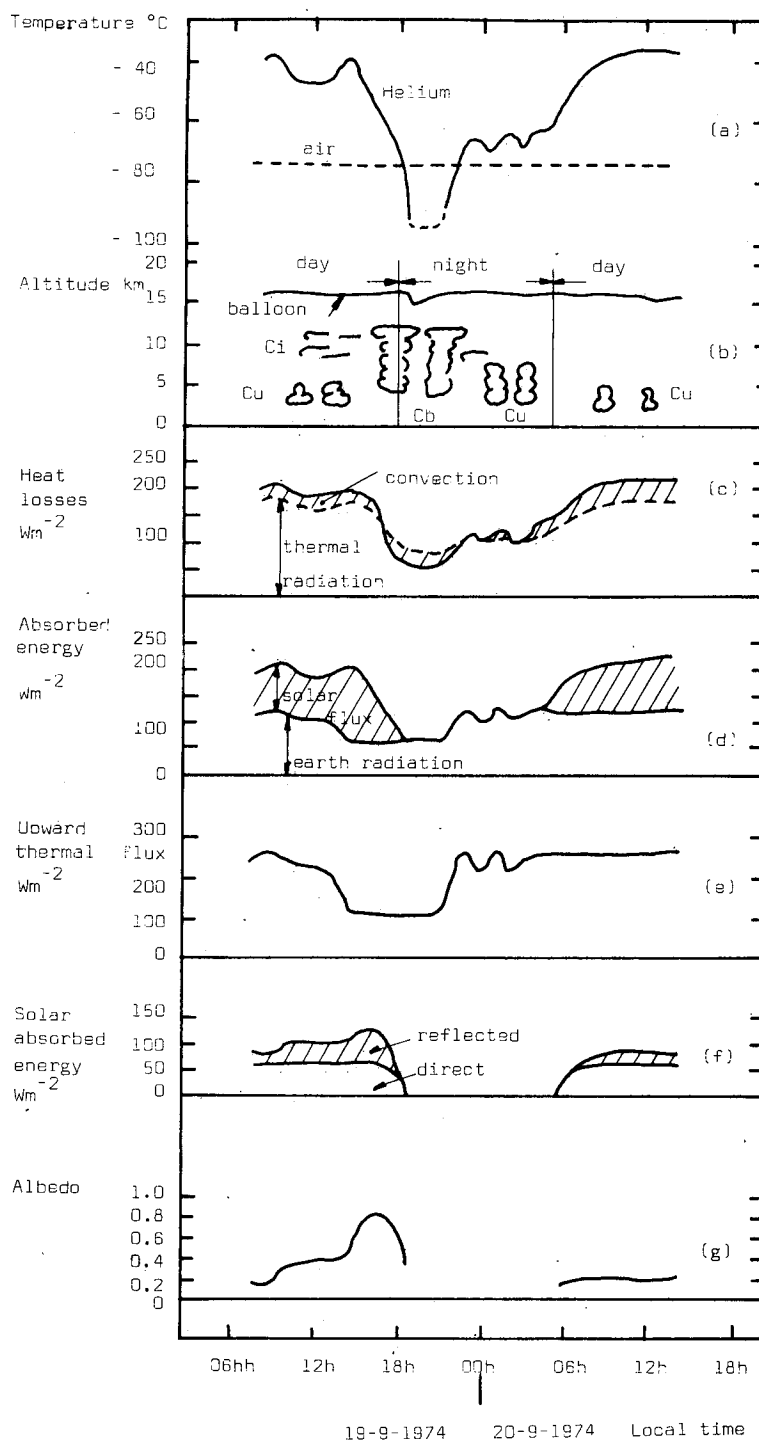 Temperature °C
- 40
Helium
- 60
(a)
air
- 80
- 100
20
day night day
Altitude km
15
balloon
10
Ci
(b)
5
Cu Cu
0
Cb Cu
250
Heat
convection
(c)
200
losses
Wm-2
100
thermal
radiation
Absorbed
250
energy
200
Wm-2
solar
flux
100
(d)
earth radiation
0
Upward
300
thermal flux
Wm-2
(e)
200
100
0
Solar
150
absorbed
reflected
100
(f)
energy
50
direct
Wm-2
0
Albedo
1.0
0.8
0.6
(g)
0.4
0.2
0
06hh 12h 18h 00h 06h 12h 18h
19-9-1974 20-9-1974 Local time